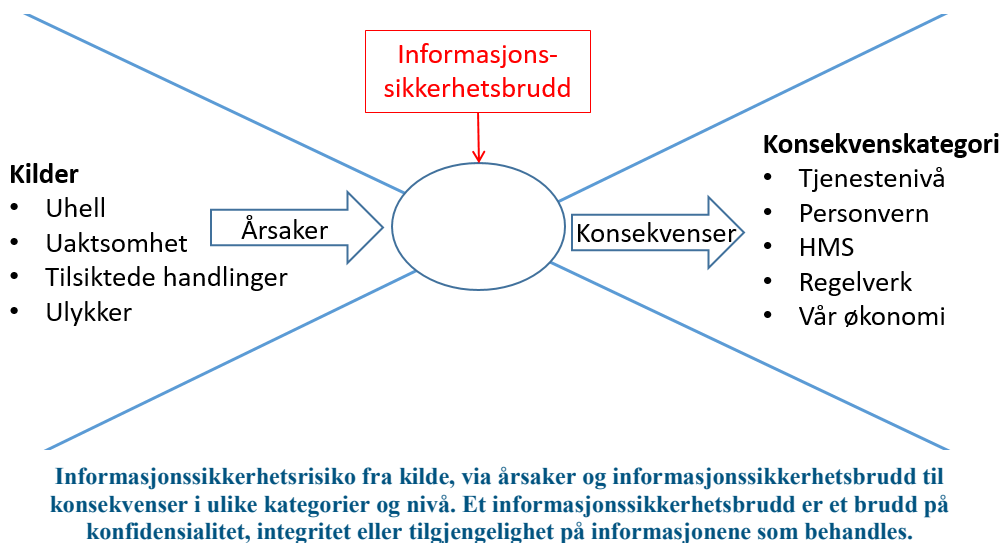 Informasjons-
sikkerhetsbrudd
Kilder
• Uhell
• Uaktsomhet
• Tilsiktede handlinger
• Ulykker
Årsaker
Konsekvenser
Konsekvenskategori
• Tjenestenivå
• Personvern
• HMS
• Regelverk
• Vår økonomi
Informasjonssikkerhetsrisiko fra kilde, via årsaker og informasjonssikkerhetsbrudd til
konsekvenser i ulike kategorier og nivå. Et informasjonssikkerhetsbrudd er et brudd på
konfidensialitet, integritet eller tilgjengelighet på informasjonene som behandles.